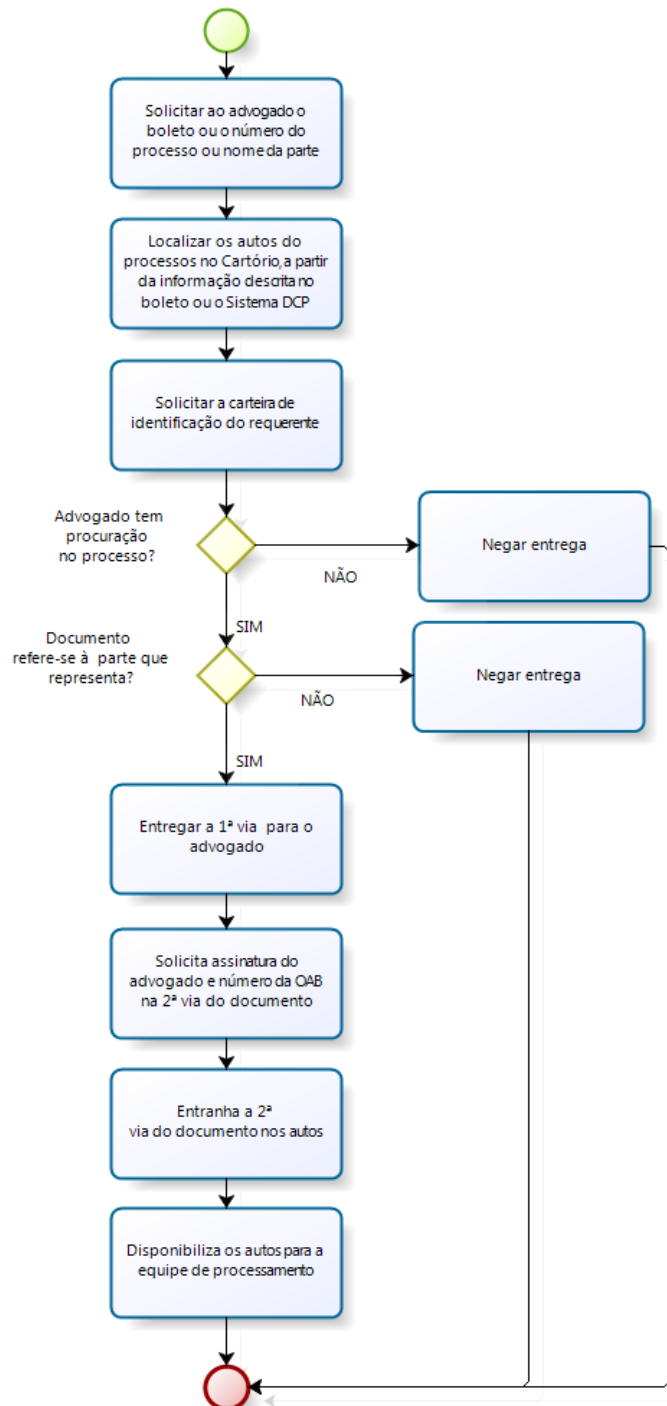 Solicitar ao advogado o
boleto ou o número do
processo ou nome da parte
Localizar os autos do
processos no Cartório, a partir
da informação descrita no
boleto ou o Sistema DCP
Solicitar a carteira de
identificação do requerente
Advogado tem
procuração
no processo?
Negar entrega
NÃO
SIM
Documento
refere-se à parte que
representa?
Negar entrega
NÃO
SIM
Entregar a 1ª via para o
advogado
Solicita assinatura do
advogado e número da OAB
na 2ª via do documento
Entranha a 2ª
via do documento nos autos
Disponibiliza os autos para a
equipe de processamento